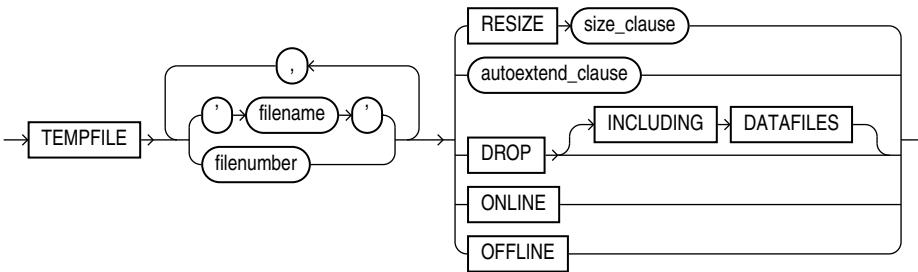 RESIZE size_clause
,
autoextend_clause
' filename '
INCLUDING DATAFILES
TEMPFILE
DROP
filenumber
ONLINE
OFFLINE